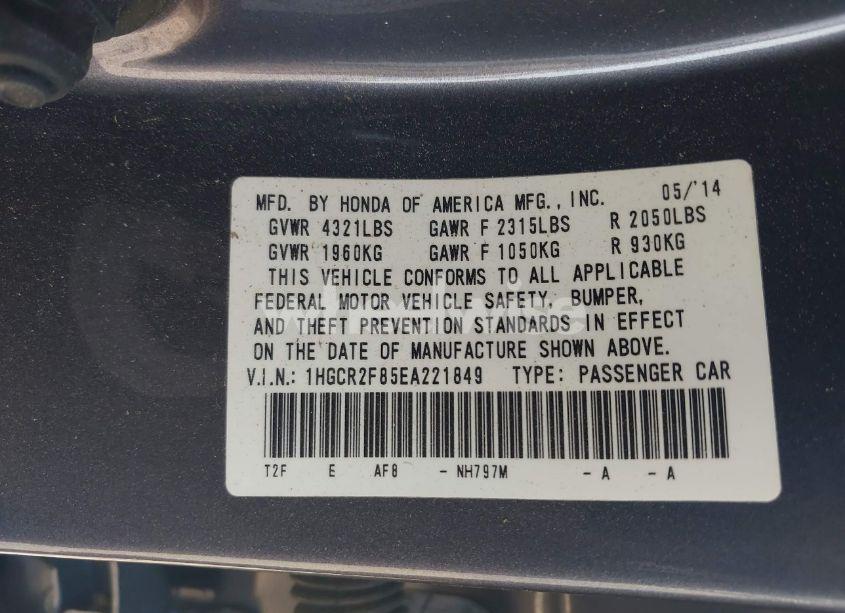 MFD. BY HONDA OF AMERICA MFG., INC. 05/'14
GVWR 4321LBS GAWR F 2315LBS R 2050LBS
GVWR 1960KG GAWR F 1050KG R 930KG
THIS VEHICLE CONFORMS TO ALL APPLICABLE
FEDERAL MOTOR VEHICLE SAFETY, BUMPER,
AND THEFT PREVENTION STANDARDS IN EFFECT
ON THE DATE OF MANUFACTURE SHOWN ABOVE.
V.I.N.: 1HGCR2F85EA221849 TYPE: PASSENGER CAR
T2F E AF8 - NH797M - A - A